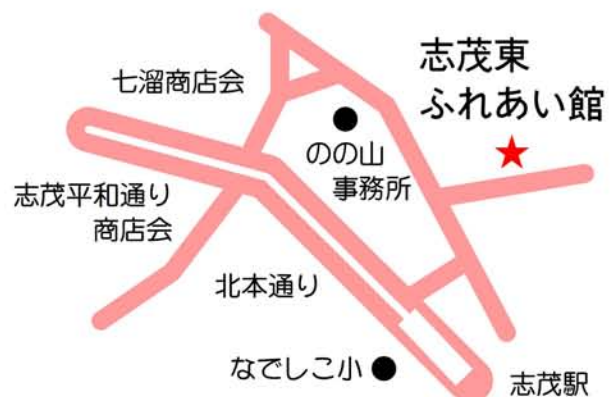 志茂東
ふれあい館
七溜商店会
のの山
事務所
志茂平和通り
商店会
北本通り
なでしこ小
志茂駅